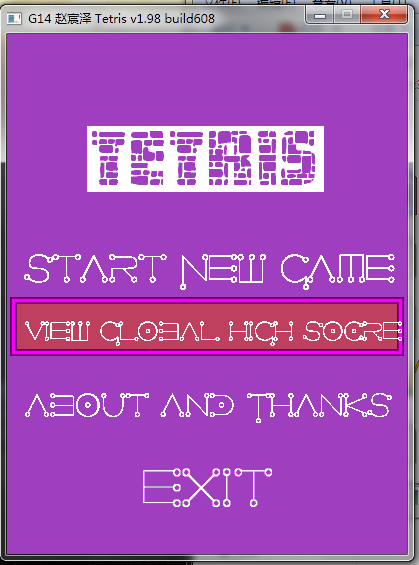 G14 赵宸泽 Tetris v1.98 build608
TETRIS
START NEW GAME
VIEW GLOBAL HIGH SOCRE
ABOUT AND THANKS
EXIT